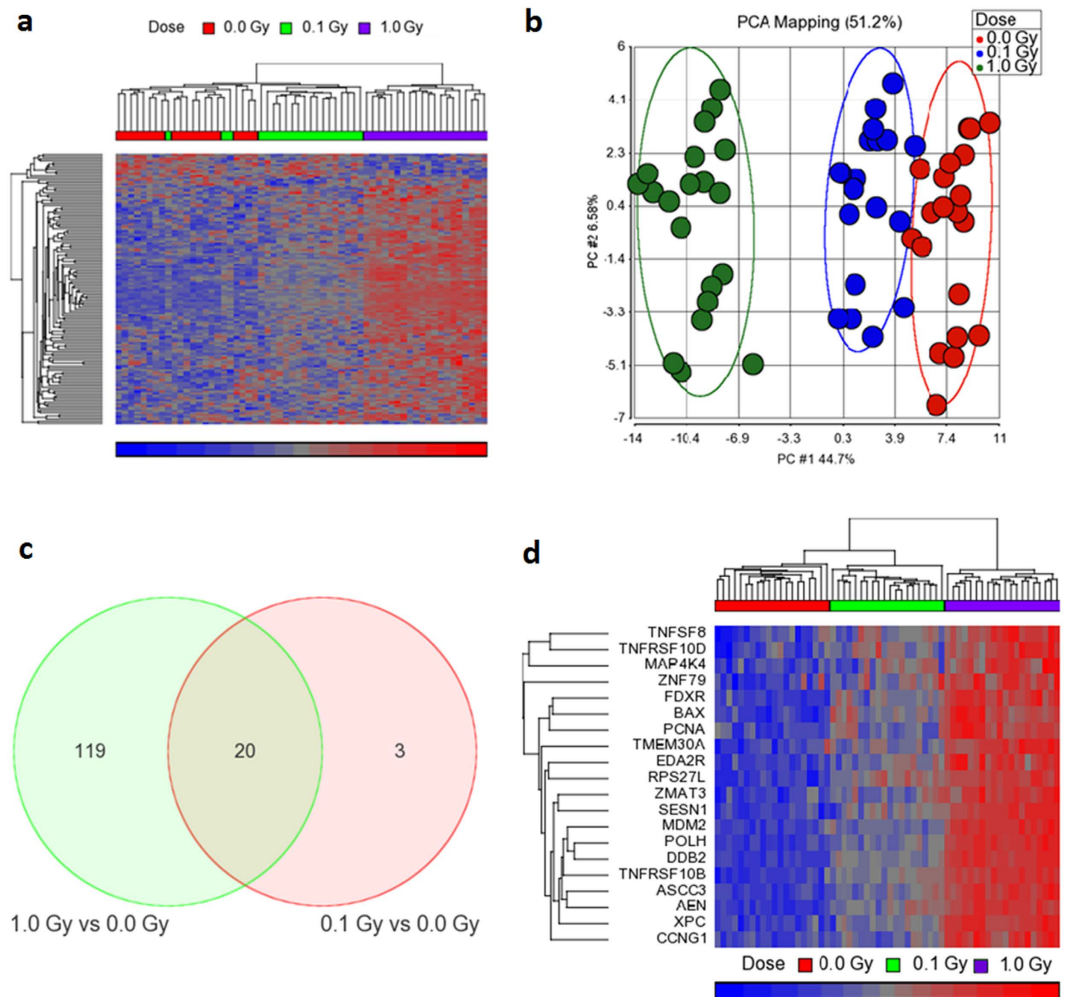 a
Dose 0.0 Gy 0.1 Gy 1.0 Gy
b
PCA Mapping (51.2%)
Dose
0.0 Gy
0.1 Gy
1.0 Gy
6
4.1
2.3
0.4
-1.4
-3.3
-5.1
-7
PC #2 6.58%
-14 -10.4 -6.9 -3.3 0.3 3.9 7.4 11
PC #1 44.7%
c
119 20 3
1.0 Gy vs 0.0 Gy 0.1 Gy vs 0.0 Gy
d
TNFSF8
TNFRSF10D
MAP4K4
ZNF79
FDXR
BAX
PCNA
TMEM30A
EDA2R
RPS27L
ZMAT3
SESN1
MDM2
POLH
DDB2
TNFRSF10B
ASCC3
AEN
XPC
CCNG1
Dose 0.0 Gy 0.1 Gy 1.0 Gy